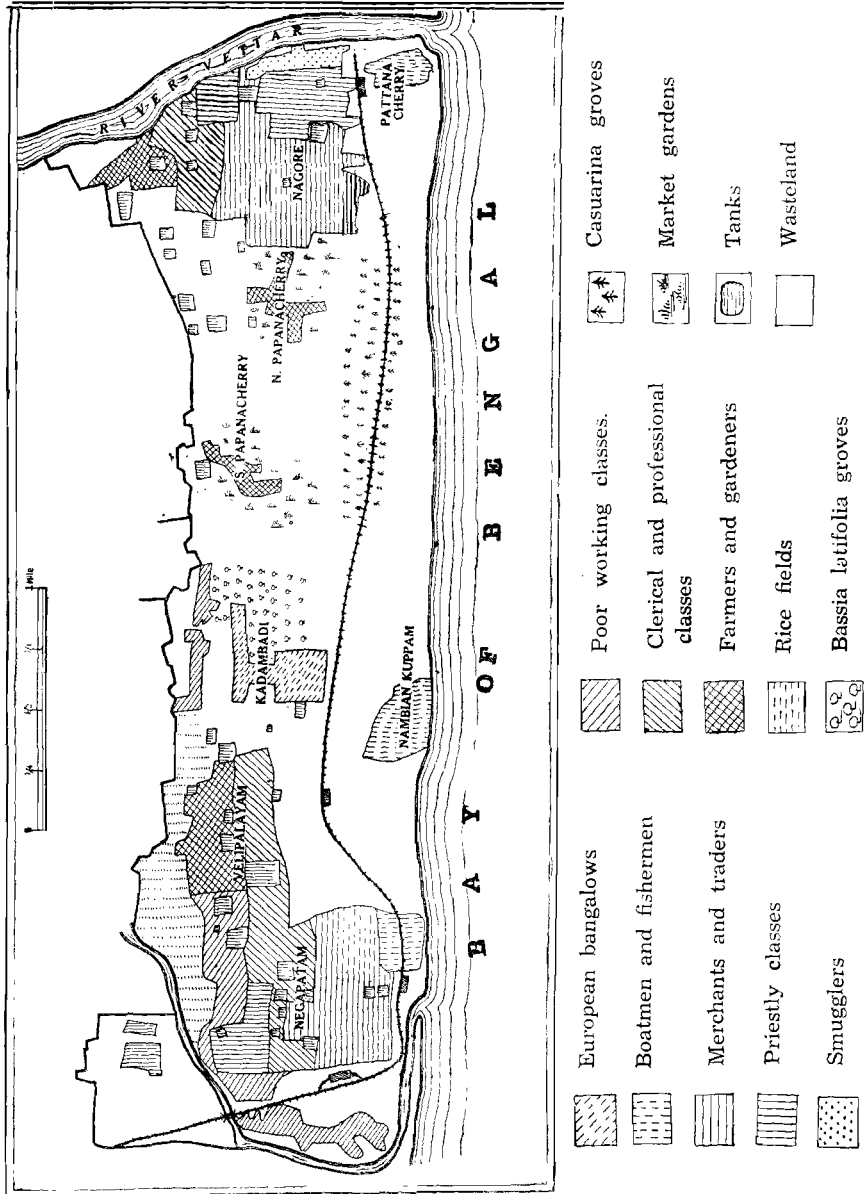 1 Mile
RIVER VETTAR
NAGORE
PATTANA
CHERRY
N. PAPANACHERRY
S. PAPANACHERRY
KADAMBADI
NAMBIAN KUPPAM
VELIPALAYAM
NEGAPATAM
BAY OF BENGAL
European bangalows
Boatmen and fishermen
Merchants and traders
Priestly classes
Smugglers
Poor working classes.
Clerical and professional
classes
Farmers and gardeners
Rice fields
Bassia latifolia groves
Casuarina groves
Market gardens
Tanks
Wasteland